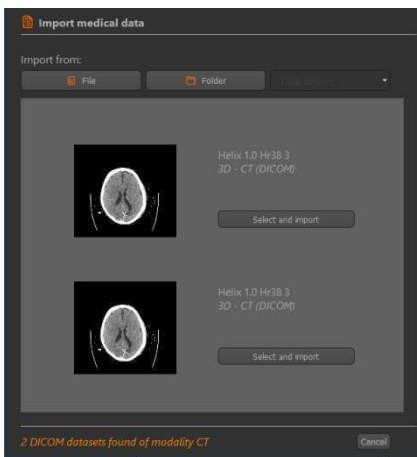 Import medical data
Import from:
File
Folder
Helix 1.0 Hr38 3
3D - CT (DICOM)
Select and import
Helix 1.0 Hr38 3
3D - CT (DICOM)
Select and import
2 DICOM datasets found of modality CT
Cancel